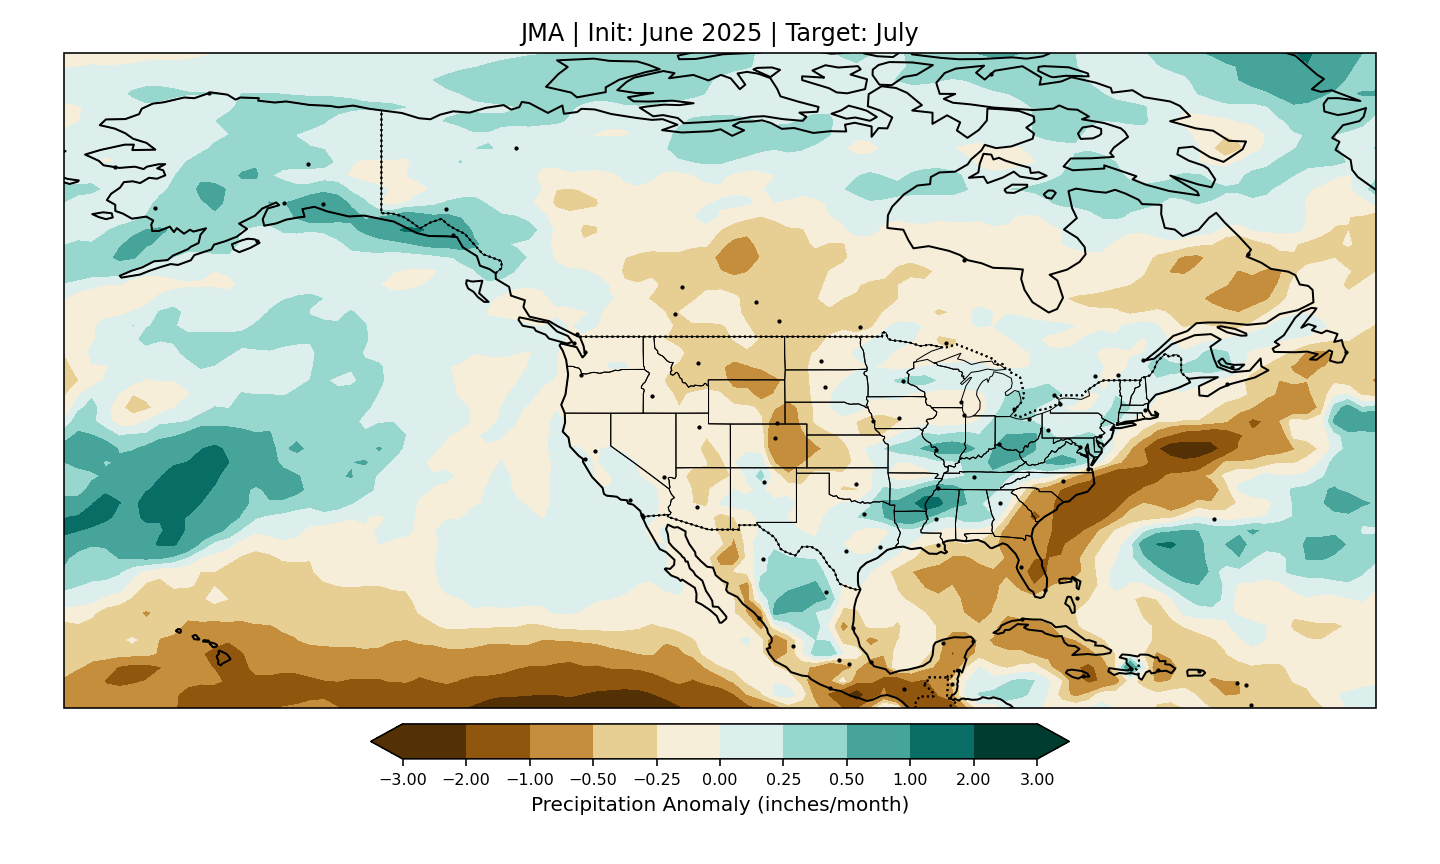 JMA | Init: June 2025 | Target: July
−3.00 −2.00 −1.00 −0.50 −0.25 0.00 0.25 0.50 1.00 2.00 3.00
Precipitation Anomaly (inches/month)